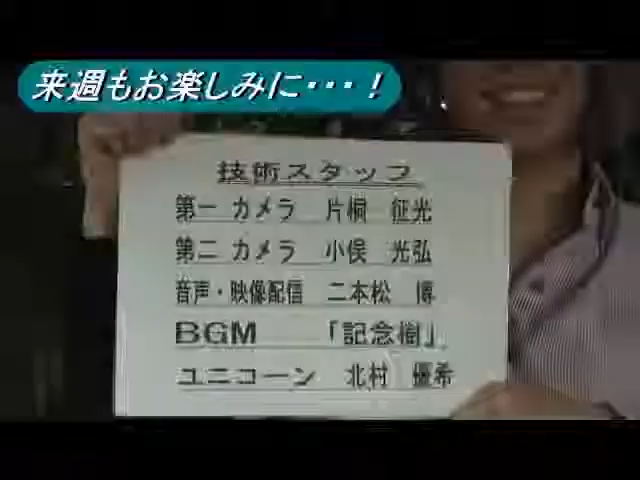 来週もお楽しみに・・・!
技術スタッフ
第一 カメラ 片桐 征光
第二 カメラ 小俣 光弘
音声・映像配信 二本松 博
BGM 「記念樹」
ユニコーン 北村 優希